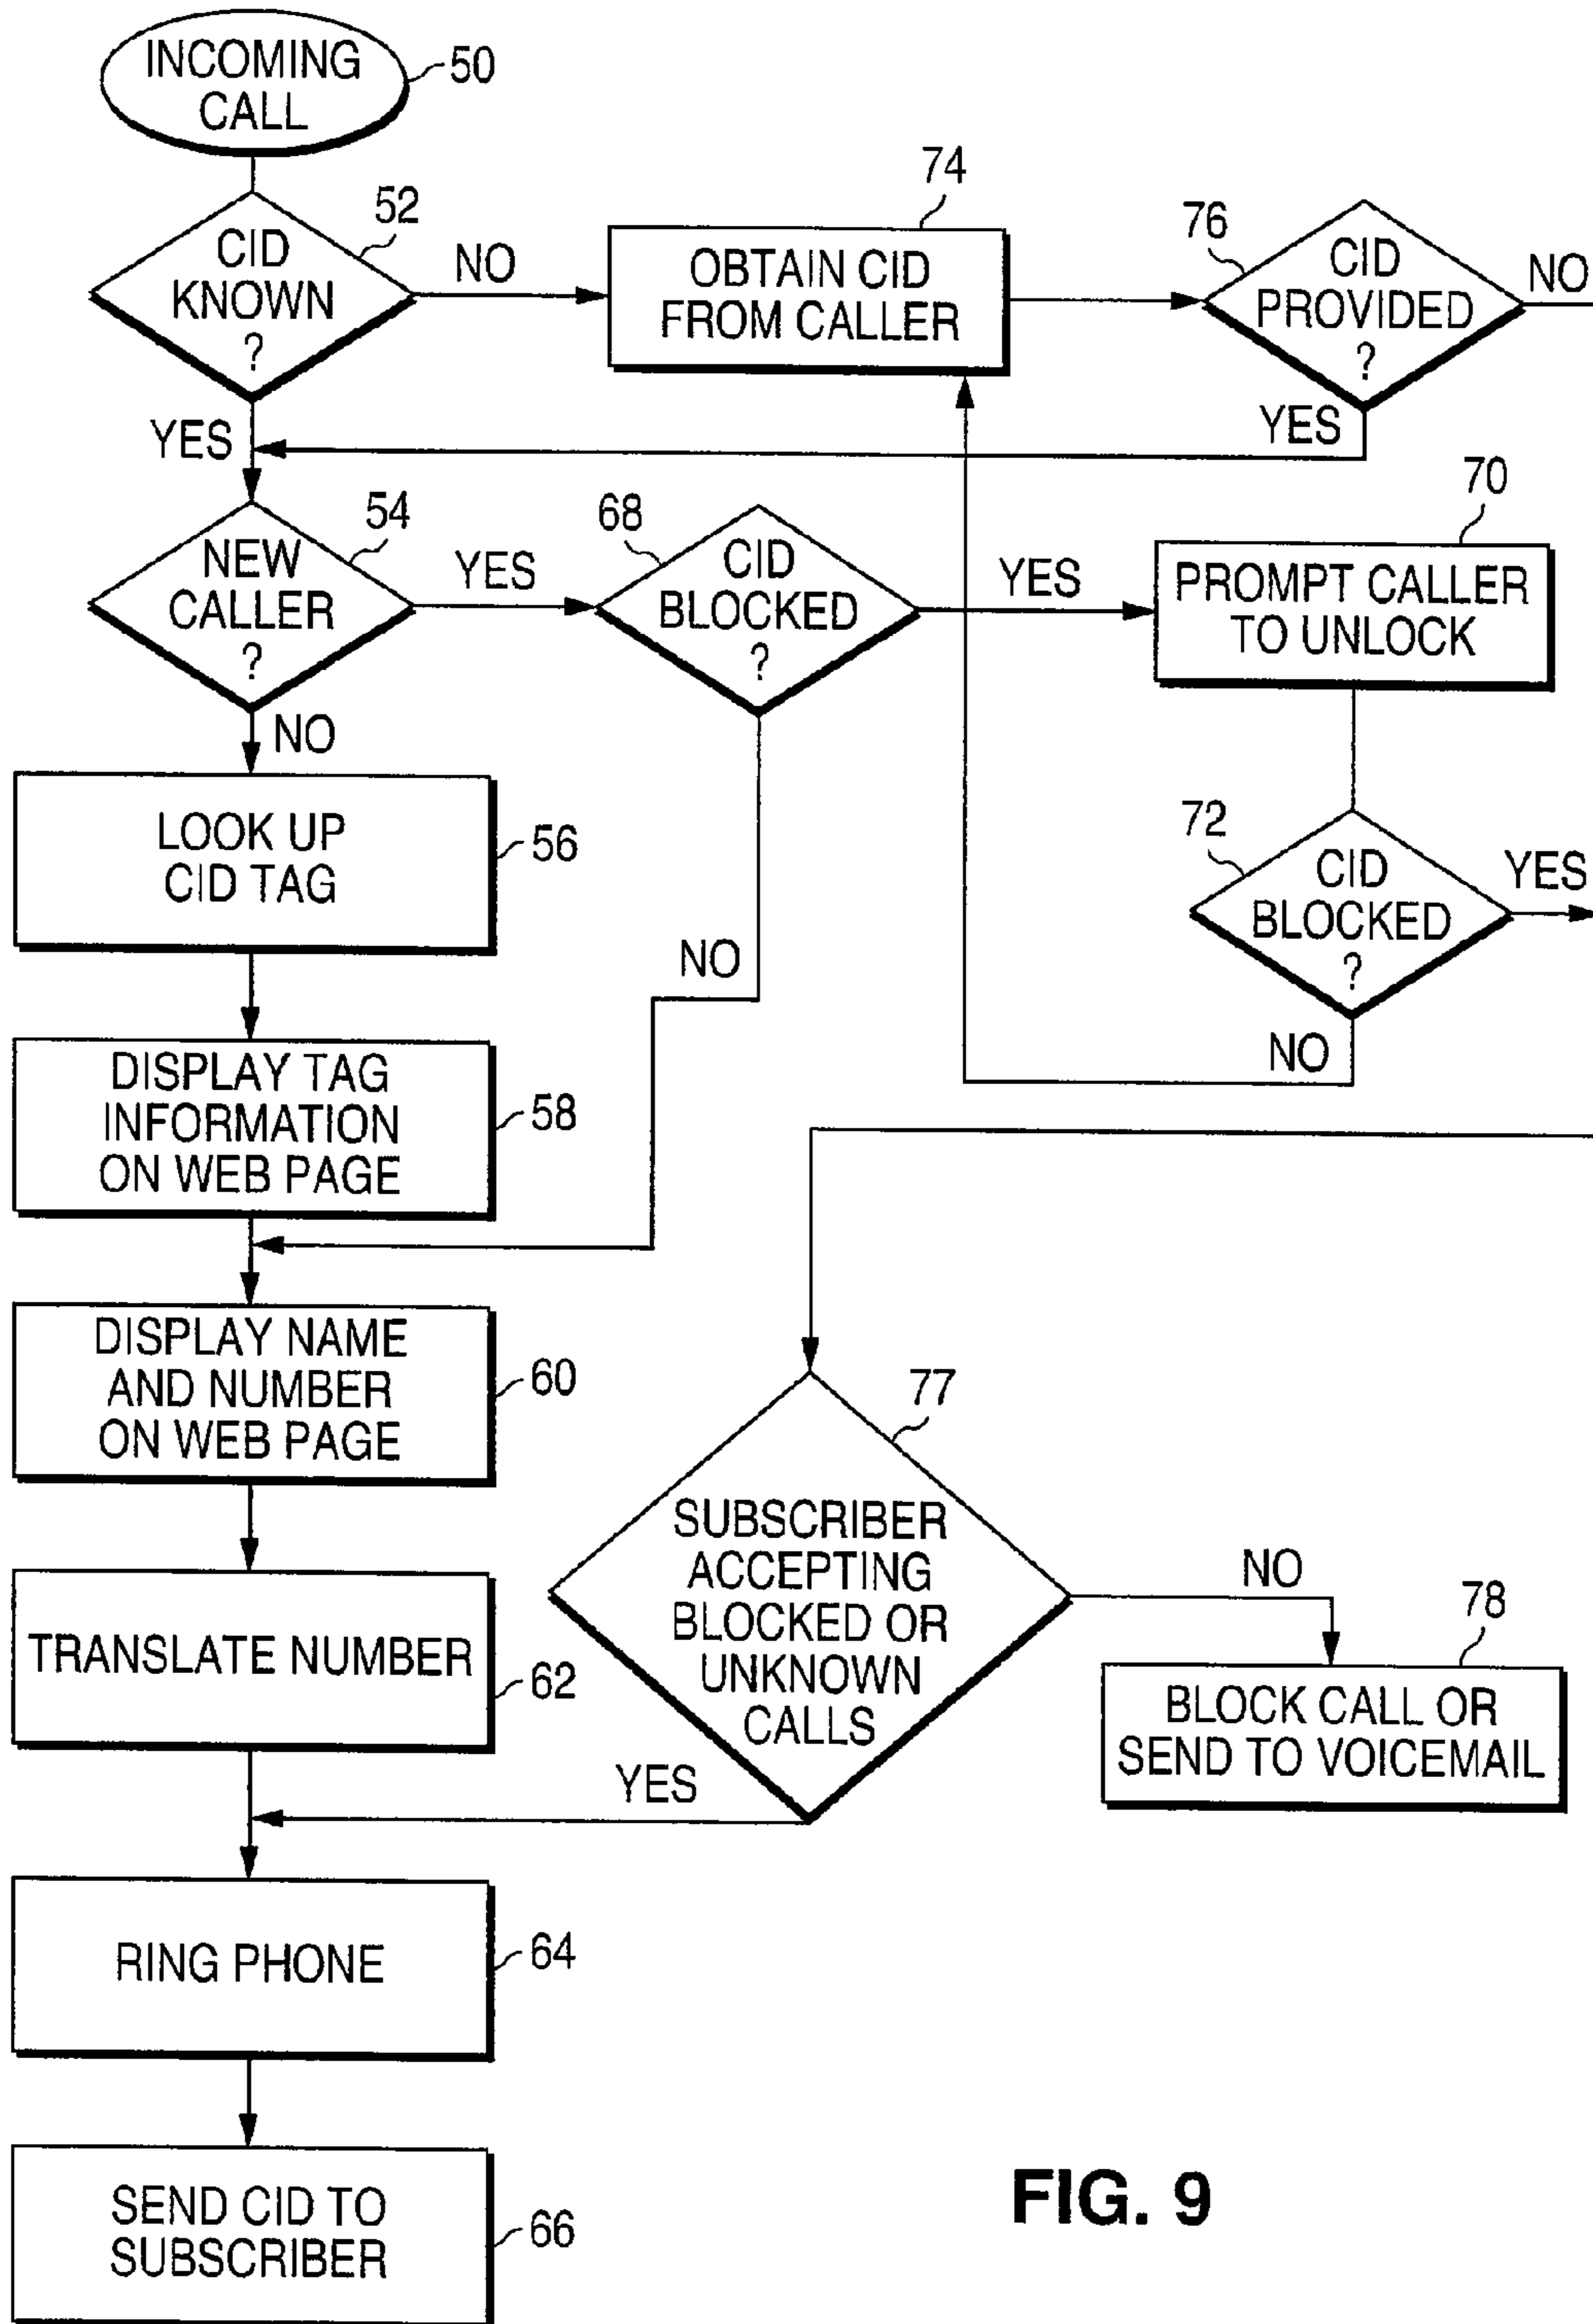 INCOMING
CALL
50
CID
KNOWN
?
52
NO
YES
OBTAIN CID
FROM CALLER
74
CID
PROVIDED
?
76
NO
YES
NEW
CALLER
?
54
YES
NO
CID
BLOCKED
?
68
YES
NO
PROMPT CALLER
TO UNLOCK
70
CID
BLOCKED
?
72
YES
NO
LOOK UP
CID TAG
56
DISPLAY TAG
INFORMATION
ON WEB PAGE
58
DISPLAY NAME
AND NUMBER
ON WEB PAGE
60
TRANSLATE NUMBER
62
SUBSCRIBER
ACCEPTING
BLOCKED OR
UNKNOWN
CALLS
77
NO
YES
BLOCK CALL OR
SEND TO VOICEMAIL
78
RING PHONE
64
SEND CID TO
SUBSCRIBER
66
FIG. 9